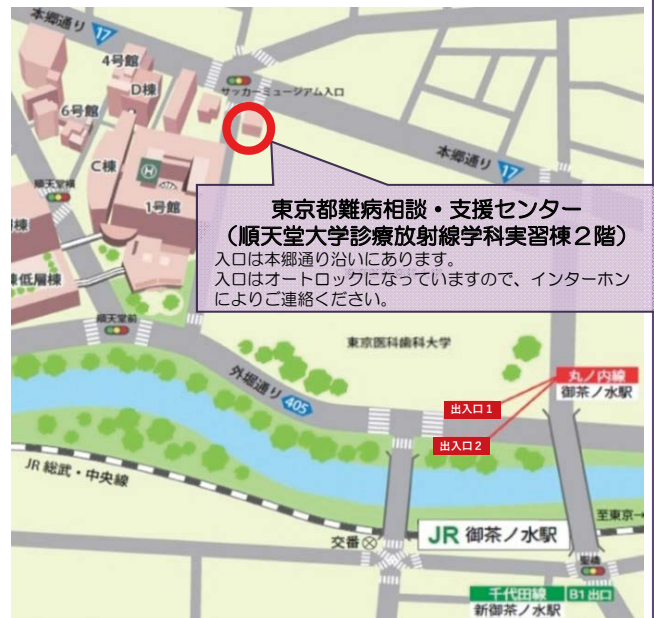 本郷通り 17
4号館
D棟
サッカーミュージアム入口
6号館
C棟
H
1号館
順天堂横
本郷通り 17
東京都難病相談・支援センター
（順天堂大学診療放射線学科実習棟２階）
入口は本郷通り沿いにあります。
入口はオートロックになっていますので、インターホン
によりご連絡ください。
棟
低層棟
順天堂前
東京医科歯科大学
外堀通り 405
丸ノ内線
御茶ノ水駅
出入口１
出入口２
JR 総武・中央線
至東京→
JR 御茶ノ水駅
交番
聖橋
千代田線 B1出口
新御茶ノ水駅